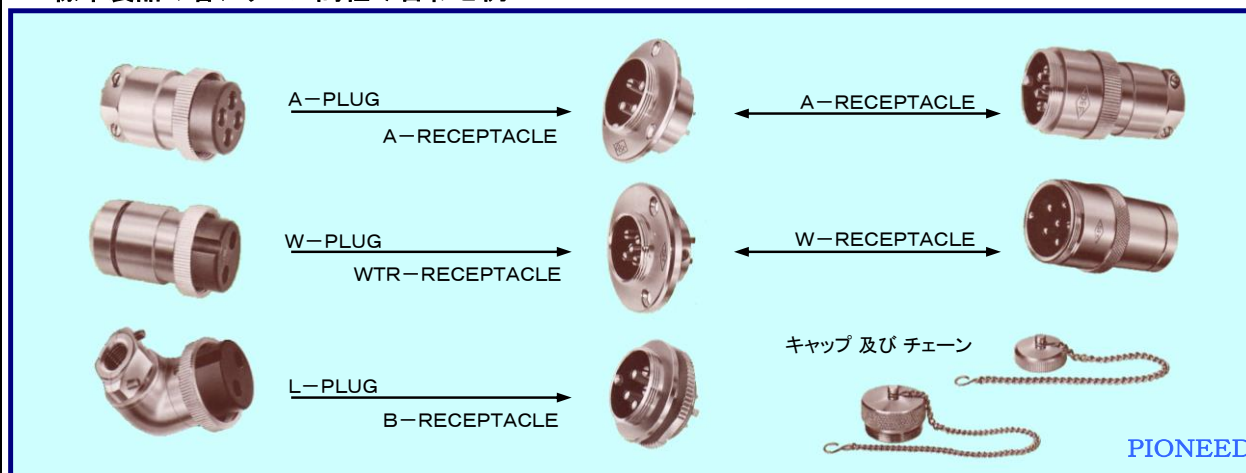 A-PLUG
A-RECEPTACLE
A-RECEPTACLE
W-PLUG
WTR-RECEPTACLE
W-RECEPTACLE
キャップ 及び チェーン
L-PLUG
B-RECEPTACLE
PIONEED